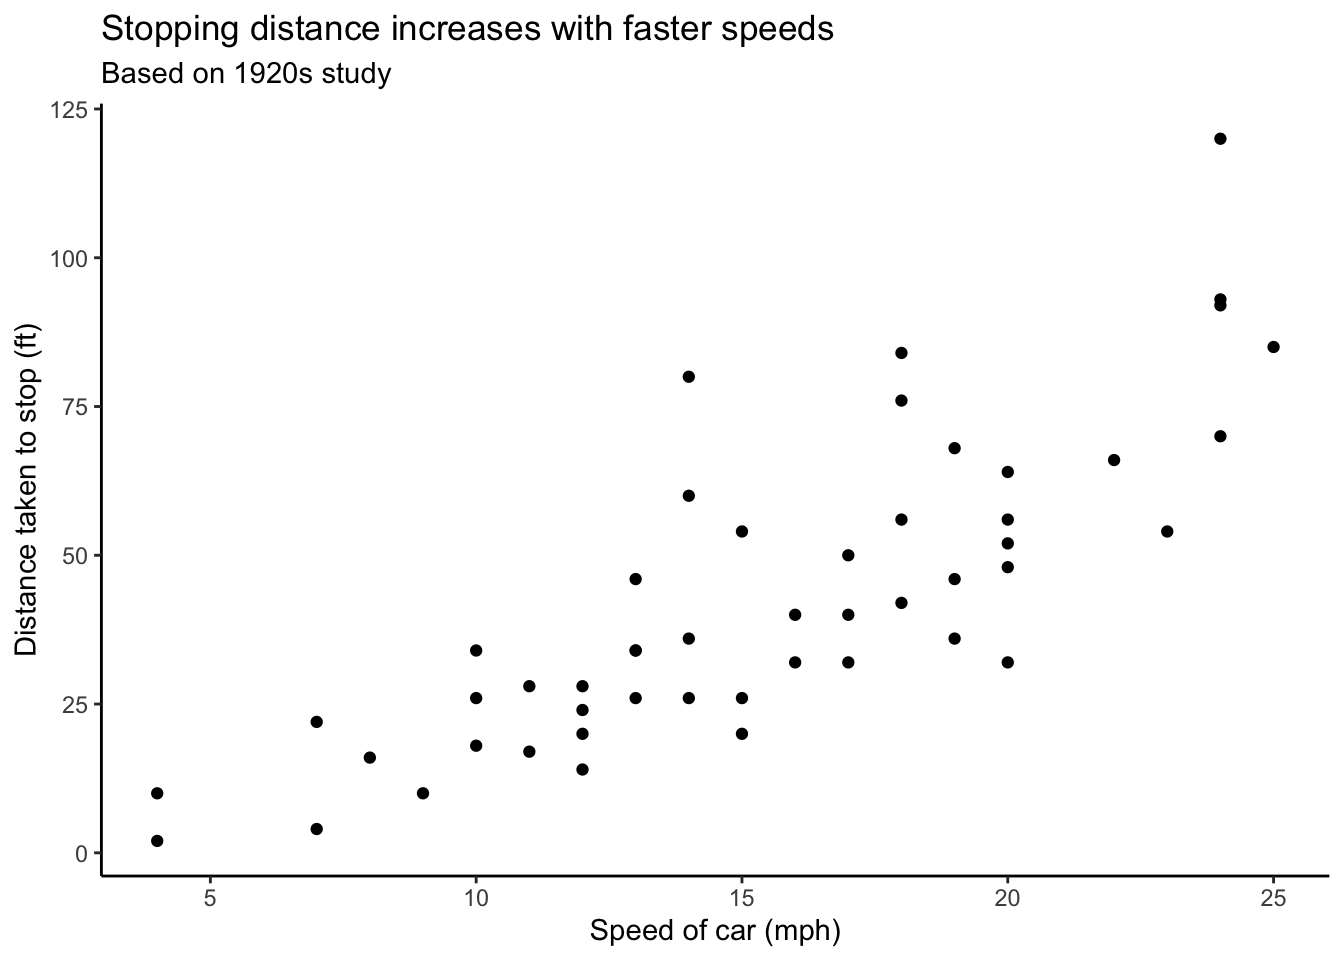 Stopping distance increases with faster speeds
Based on 1920s study
125
100
75
50
25
0
Distance taken to stop (ft)
5 10 15 20 25
Speed of car (mph)